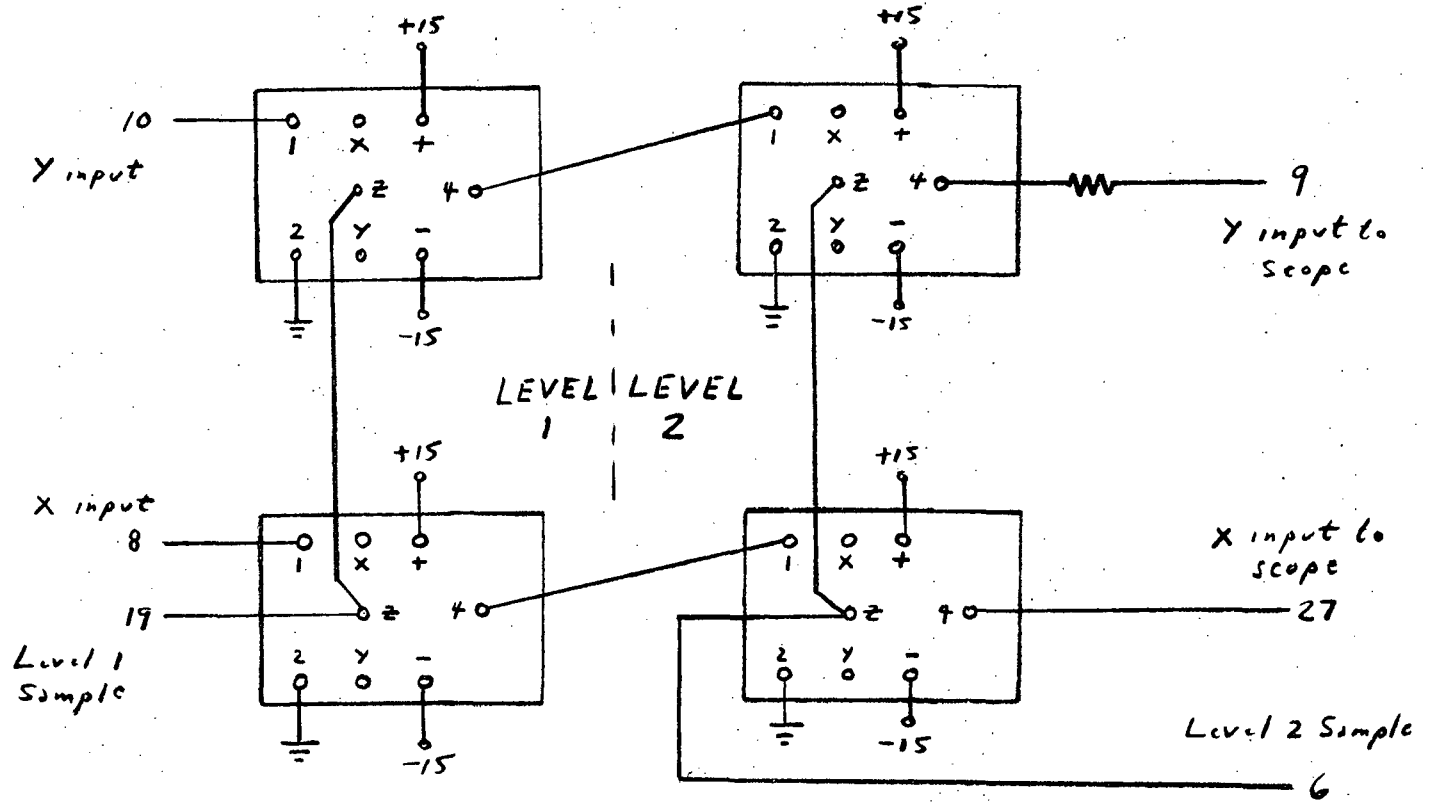 +15
+15
10
1 X +
1 X +
Y input
Z 4
Z 4
9
2 Y -
2 Y -
Y input to
scope
-15
-15
LEVEL LEVEL
1 2
+15
+15
X input
8
1 X +
1 X +
X input to
scope
19
Z 4
Z 4
27
Level 1
Sample
2 Y -
2 Y -
-15
-15
Level 2 Sample
6